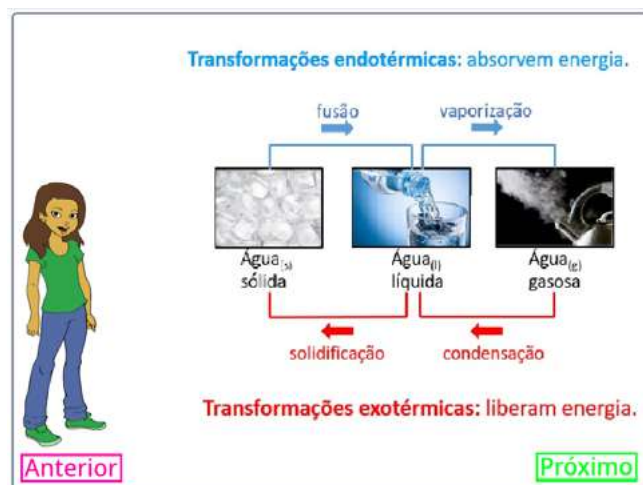 Transformações endotérmicas: absorvem energia.
fusão vaporização
Água(s) Água(l) Água(g)
sólida líquida gasosa
solidificação condensação
Transformações exotérmicas: liberam energia.
Anterior Próximo